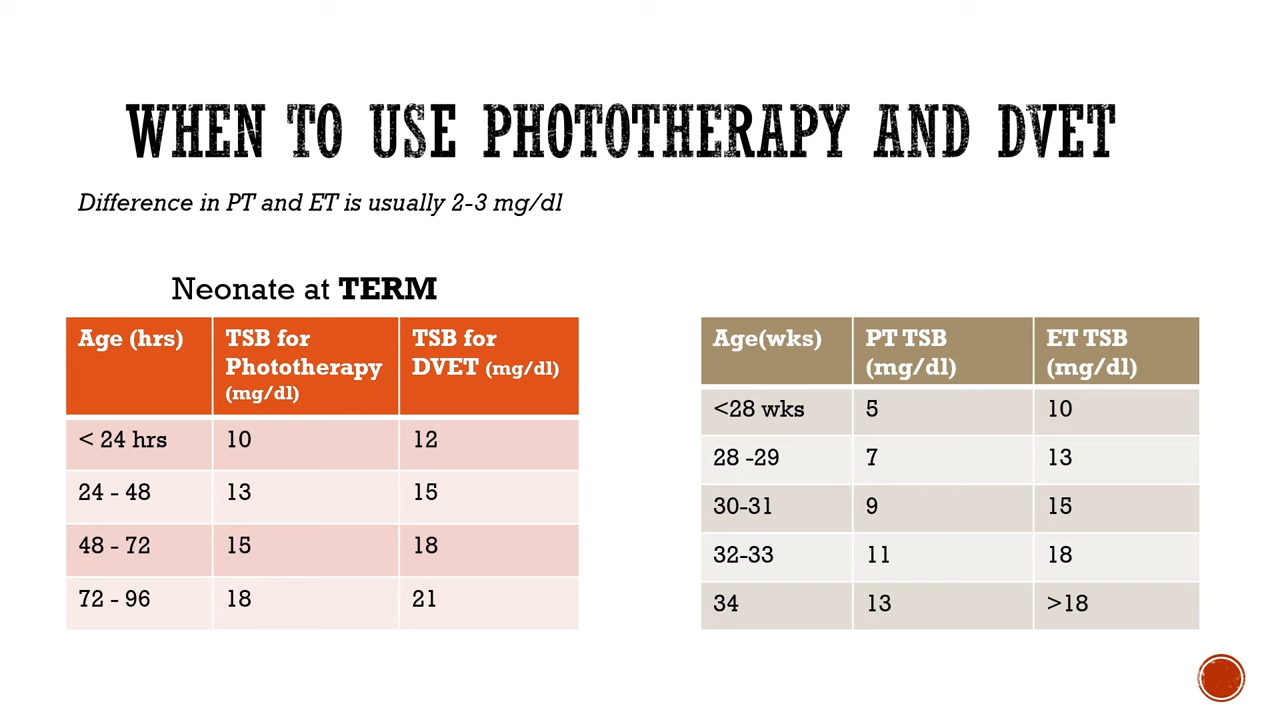 WHEN TO USE PHOTOTHERAPY AND DVET
Difference in PT and ET is usually 2-3 mg/dl
Neonate at TERM
Age (hrs) TSB for Phototherapy (mg/dl) TSB for DVET (mg/dl)
< 24 hrs 10 12
24 - 48 13 15
48 - 72 15 18
72 - 96 18 21
Age(wks) PT TSB (mg/dl) ET TSB (mg/dl)
<28 wks 5 10
28 -29 7 13
30-31 9 15
32-33 11 18
34 13 >18